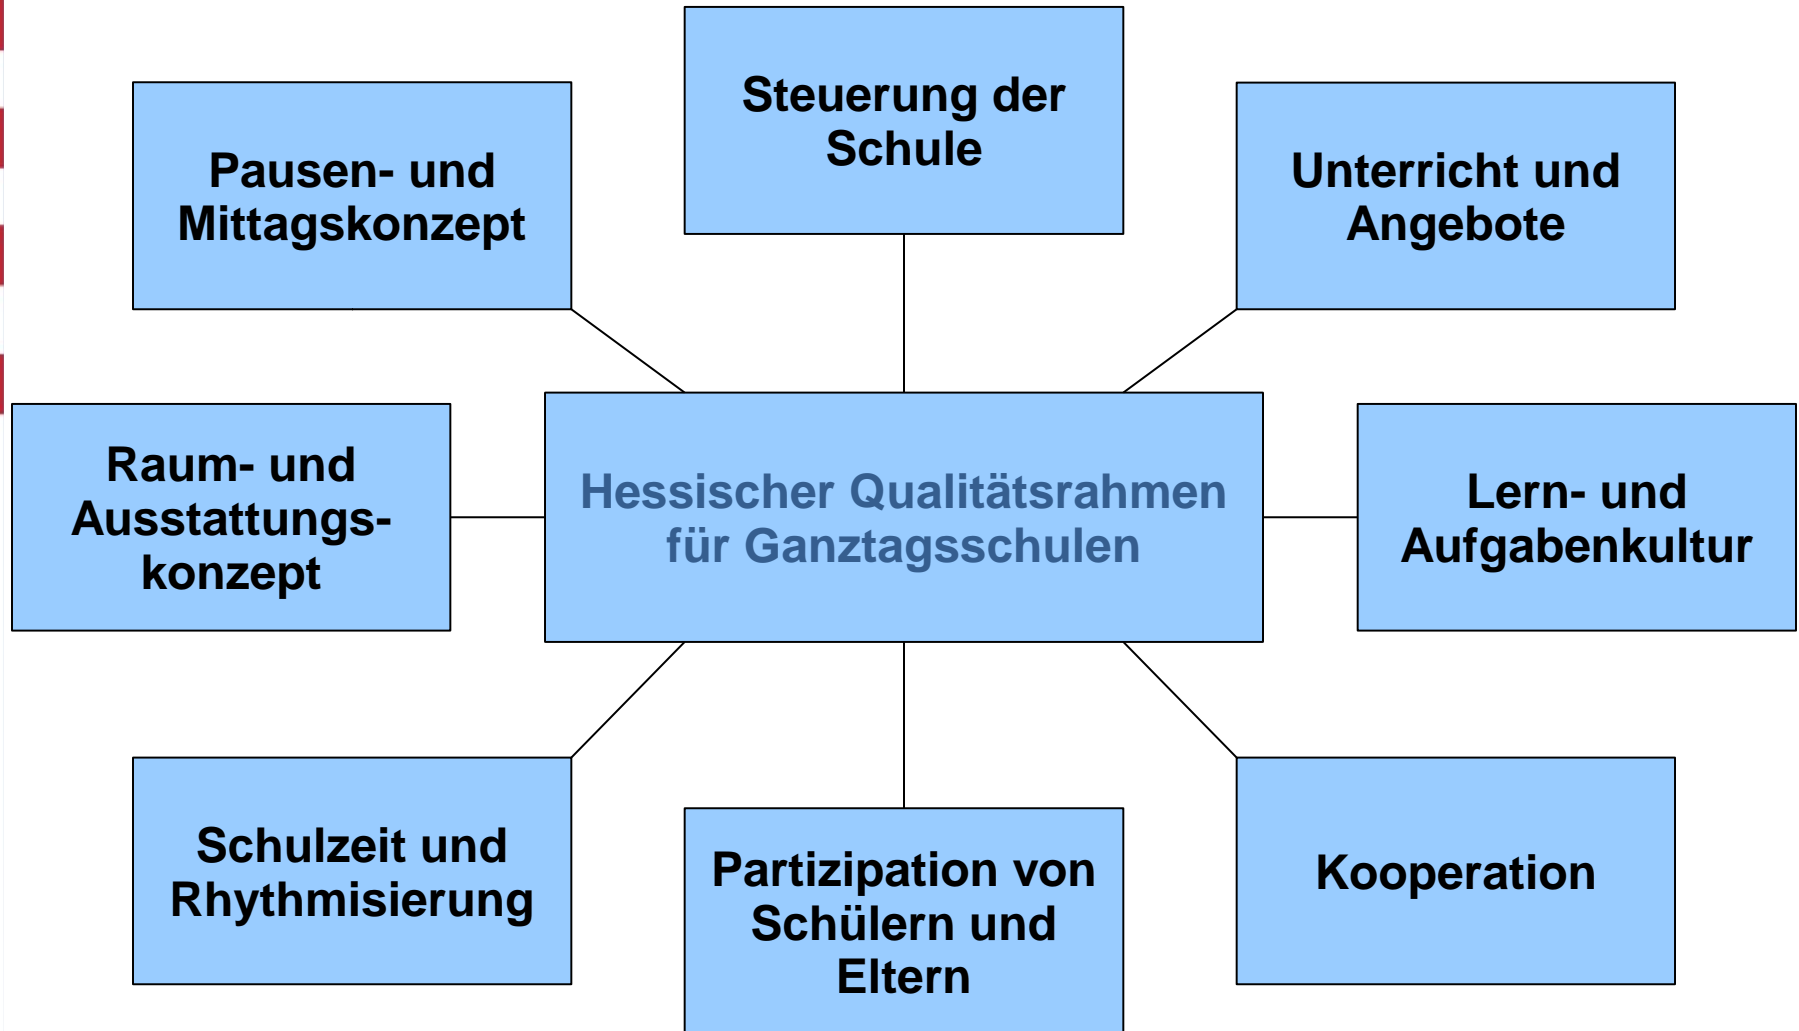 Steuerung der
Schule
Pausen- und
Mittagskonzept
Unterricht und
Angebote
Raum- und
Ausstattungs-
konzept
Hessischer Qualitätsrahmen
für Ganztagsschulen
Lern- und
Aufgabenkultur
Schulzeit und
Rhythmisierung
Partizipation von
Schülern und
Eltern
Kooperation